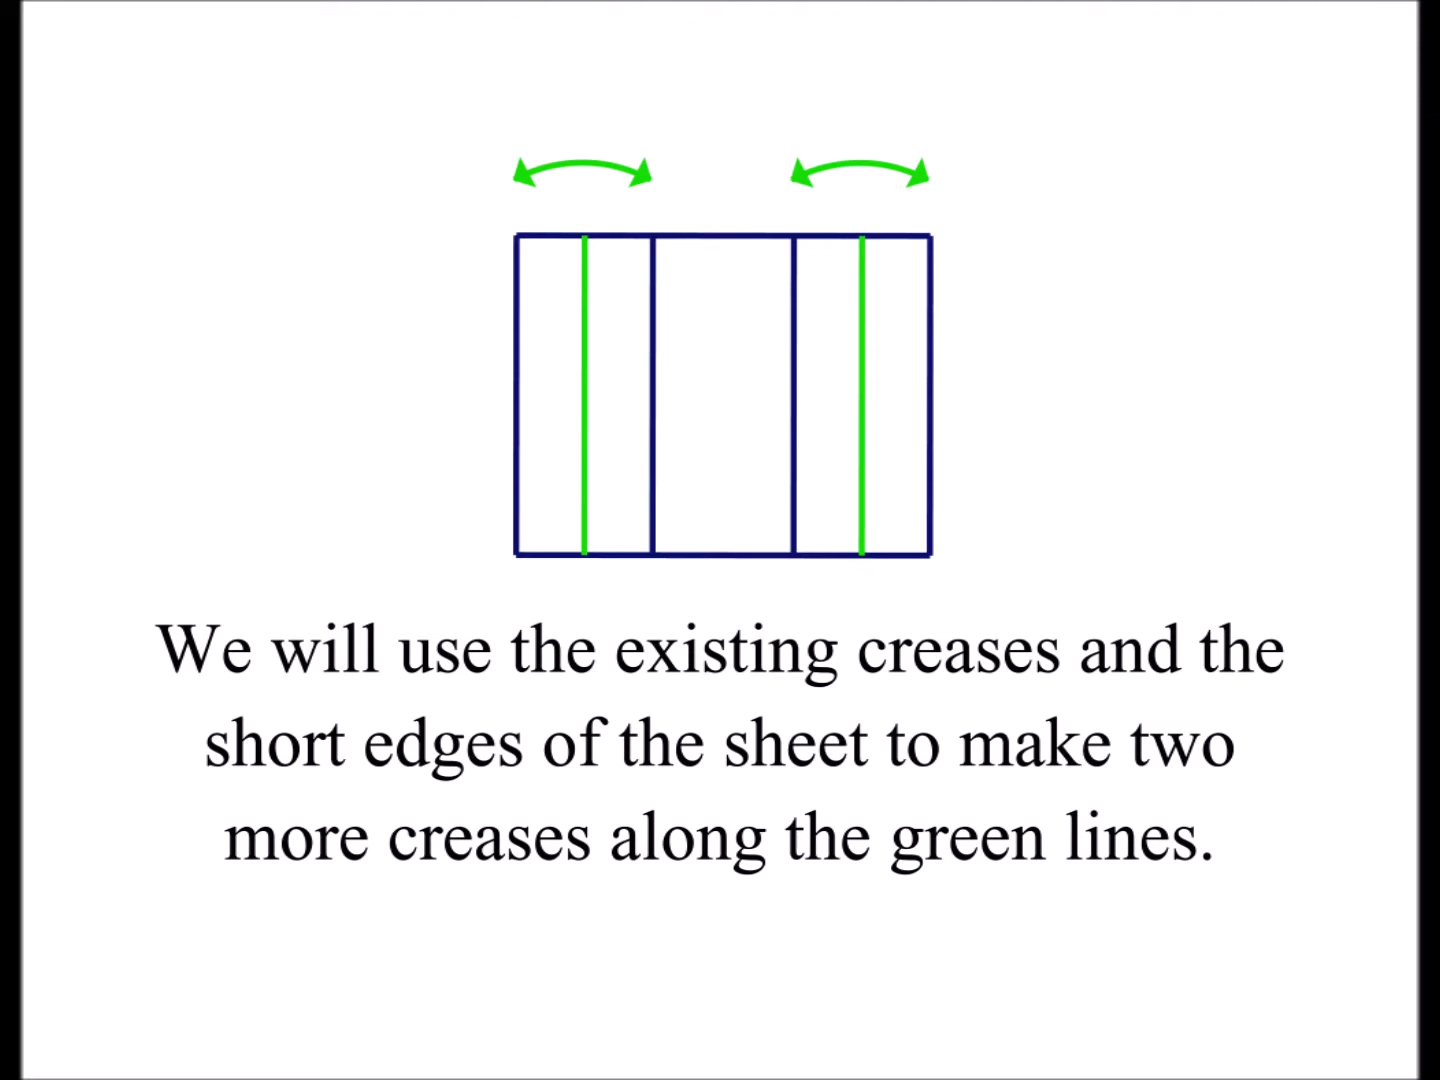 We will use the existing creases and the
short edges of the sheet to make two
more creases along the green lines.